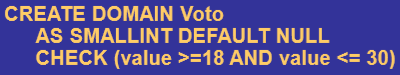 CREATE DOMAIN Voto
AS SMALLINT DEFAULT NULL
CHECK (value >=18 AND value <= 30)